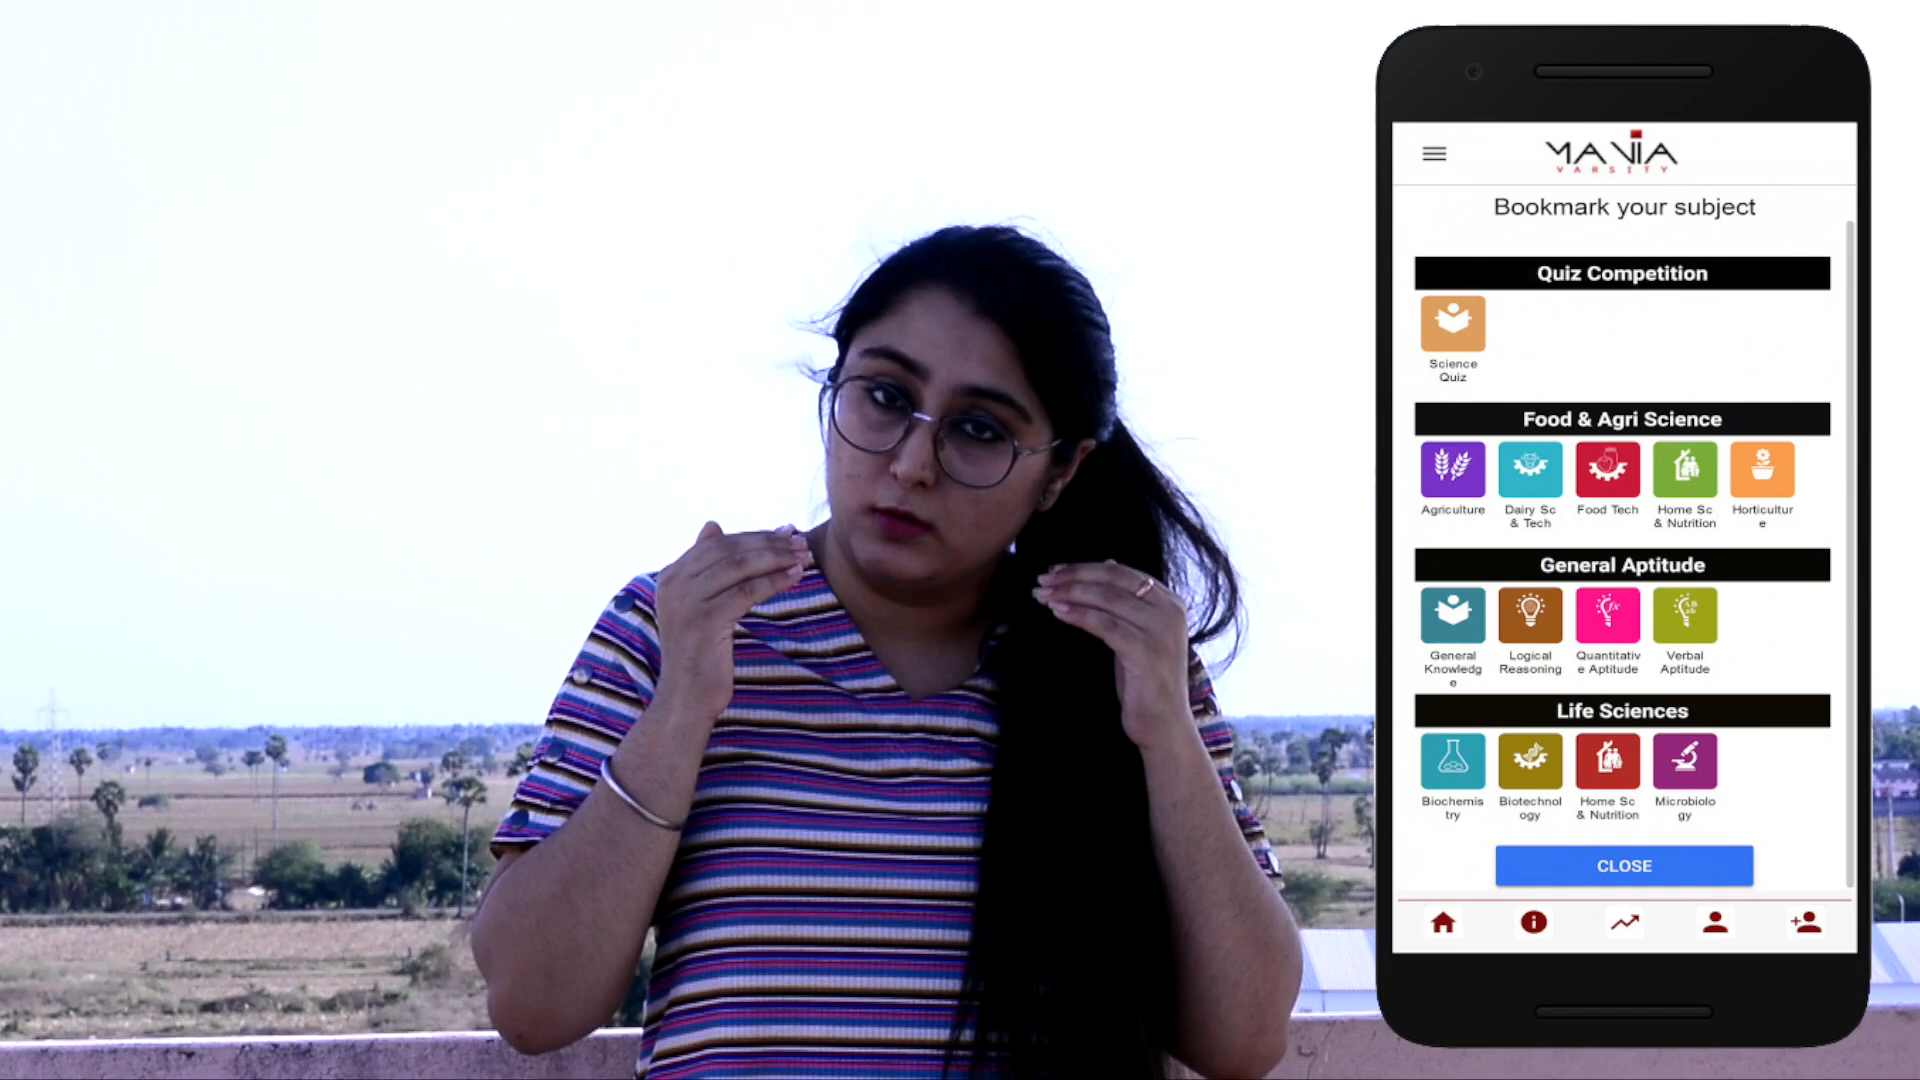 MAVIA
VARSITY
Bookmark your subject
Quiz Competition
Science
Quiz
Food & Agri Science
Agriculture
Dairy Sc
& Tech
Food Tech
Home Sc
& Nutrition
Horticultur
e
General Aptitude
General
Knowledg
e
Logical
Reasoning
Quantitativ
e Aptitude
Verbal
Aptitude
Life Sciences
Biochemis
try
Biotechnol
ogy
Home Sc
& Nutrition
Microbiolo
gy
CLOSE